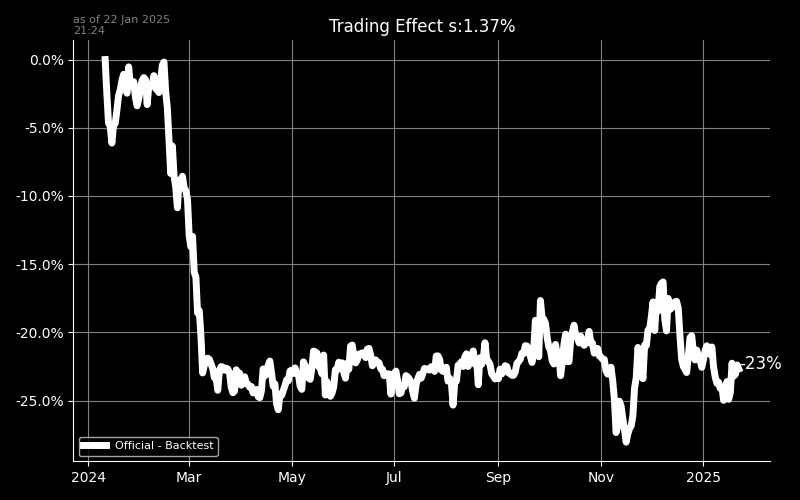 as of 22 Jan 2025
21:24
Trading Effect s:1.37%
0.0%
-5.0%
-10.0%
-15.0%
-20.0%
-25.0%
-23%
Official - Backtest
2024 Mar May Jul Sep Nov 2025